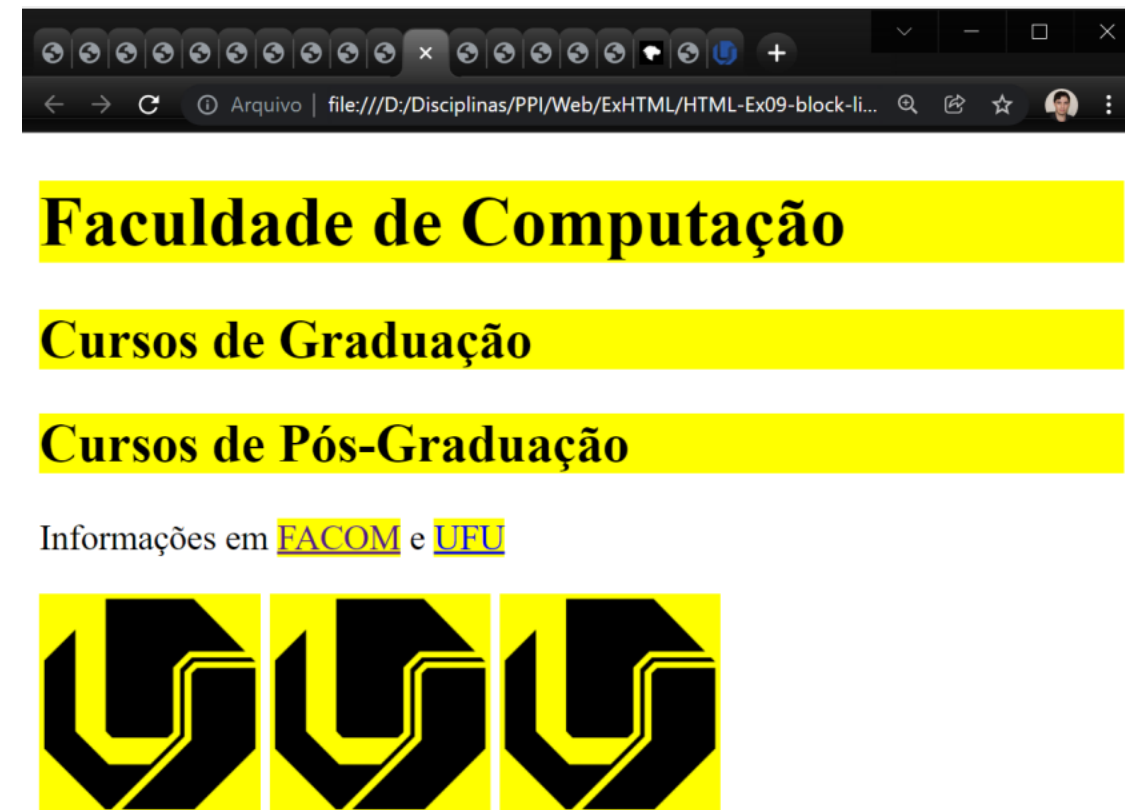 Arquivo | file:///D:/Disciplinas/PPI/Web/ExHTML/HTML-Ex09-block-li...
Faculdade de Computação
Cursos de Graduação
Cursos de Pós-Graduação
Informações em FACOM e UFU